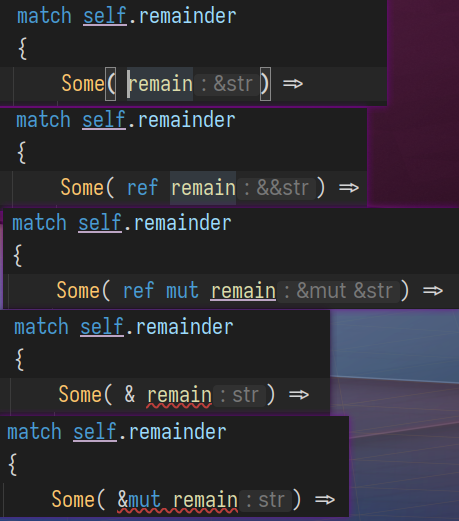 match self.remainder
{
Some( remain: &str) =>
match self.remainder
{
Some( ref remain: &&str) =>
match self.remainder
{
Some( ref mut remain: &mut &str) =>
match self.remainder
{
Some( & remain: str) =>
match self.remainder
{
Some( &mut remain: str) =>